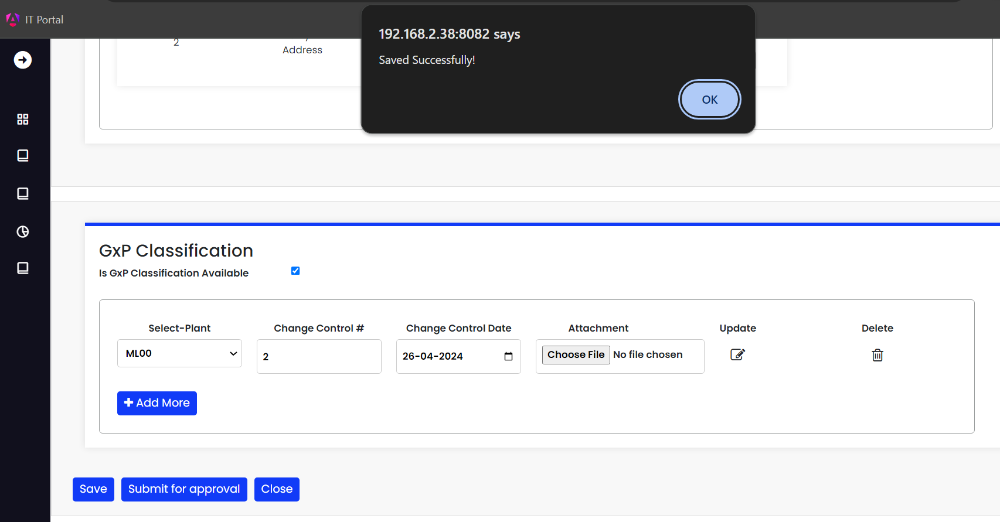 IT Portal
192.168.2.38:8082 says
Saved Successfully!
OK
2
Address
GxP Classification
Is GxP Classification Available
Select-Plant Change Control # Change Control Date Attachment Update Delete
ML00 2 26-04-2024 Choose File No file chosen
Add More
Save Submit for approval Close